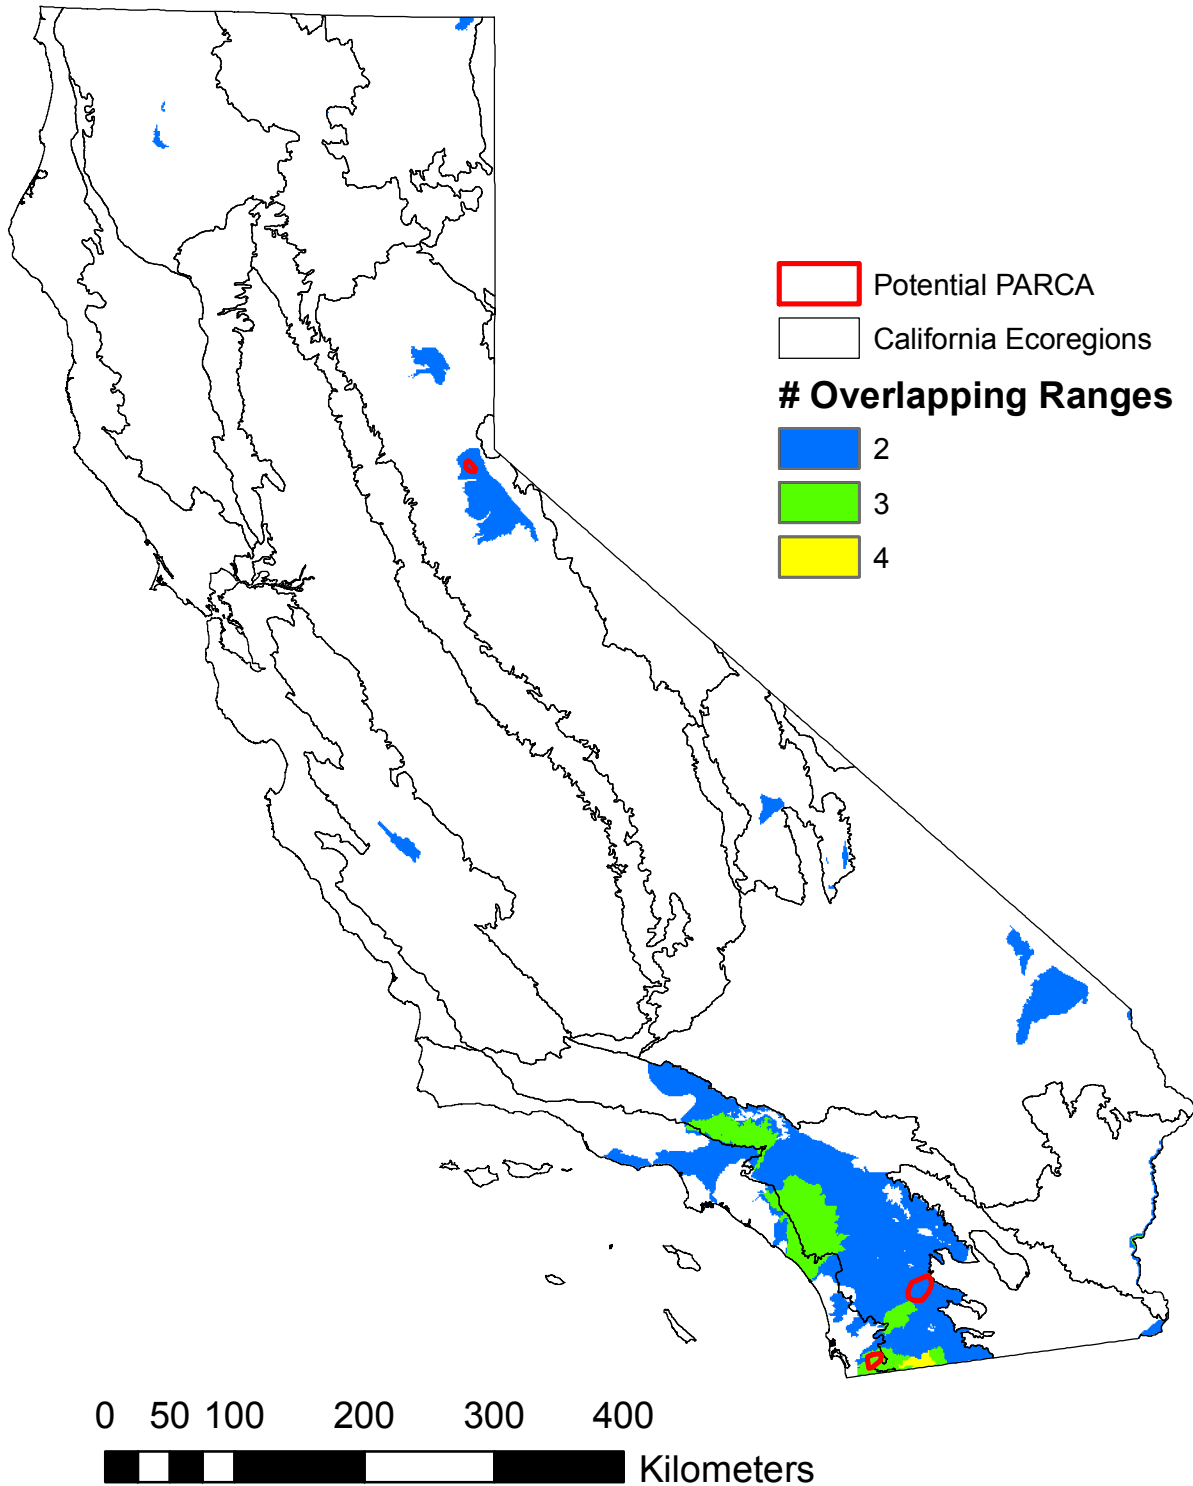 Potential PARCA
California Ecoregions
# Overlapping Ranges
2
3
4
0 50 100 200 300 400
Kilometers